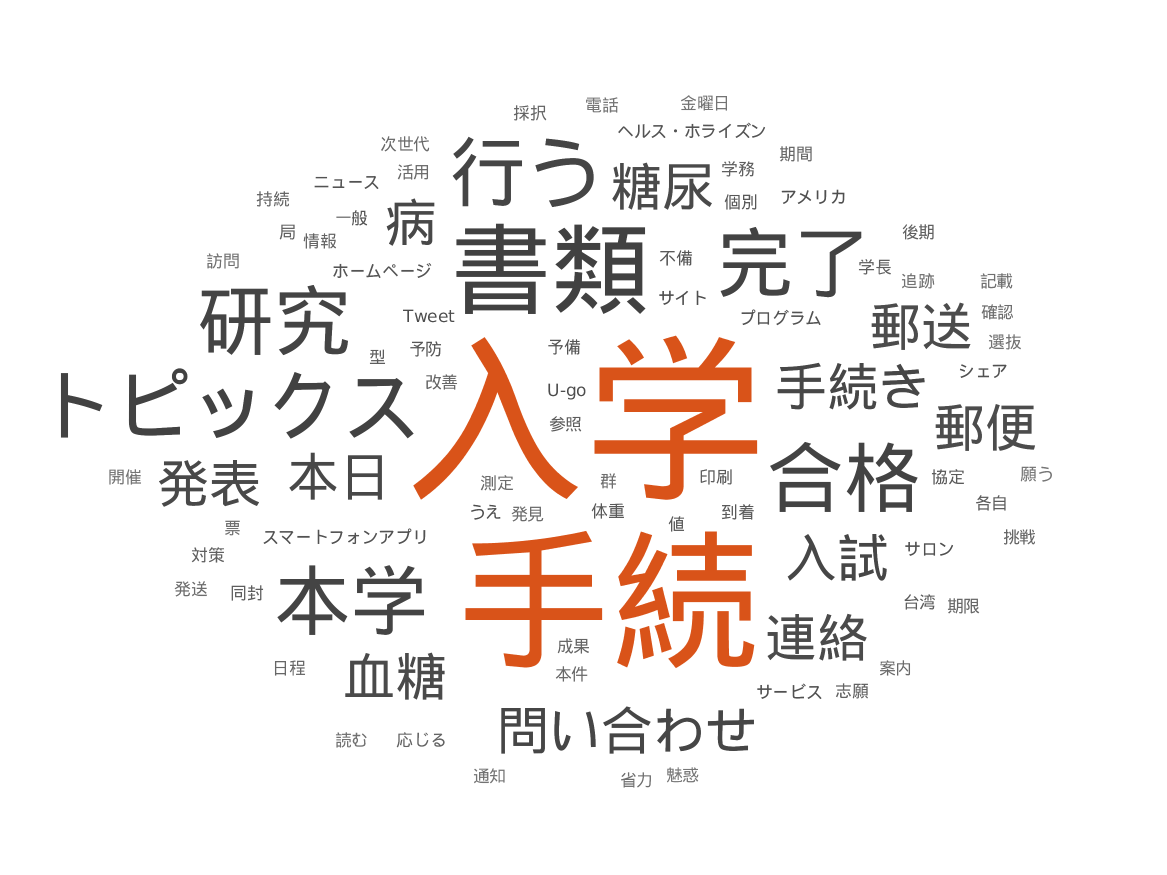 金曜日
電話
採択
ヘルス・ホライズン
次世代
期間
学務
活用
行う
糖尿
ニュース
アメリカ
持続
個別
一般
病
局
情報
後期
不備
完了
書類
訪問
学長
ホームページ
追跡
記載
サイト
確認
Tweet
プログラム
研究
郵送
選抜
予備
予防
型
シェア
改善
U-go
手続き
トピックス
入学
参照
郵便
願う
開催
発表
本日
合格
協定
印刷
測定
群
各自
うえ
発見
体重
到着
値
票
スマートフォンアプリ
挑戦
サロン
対策
入試
発送
同封
台湾
期限
本学
手続
連絡
成果
日程
案内
本件
血糖
サービス
志願
問い合わせ
読む
応じる
通知
魅惑
省力